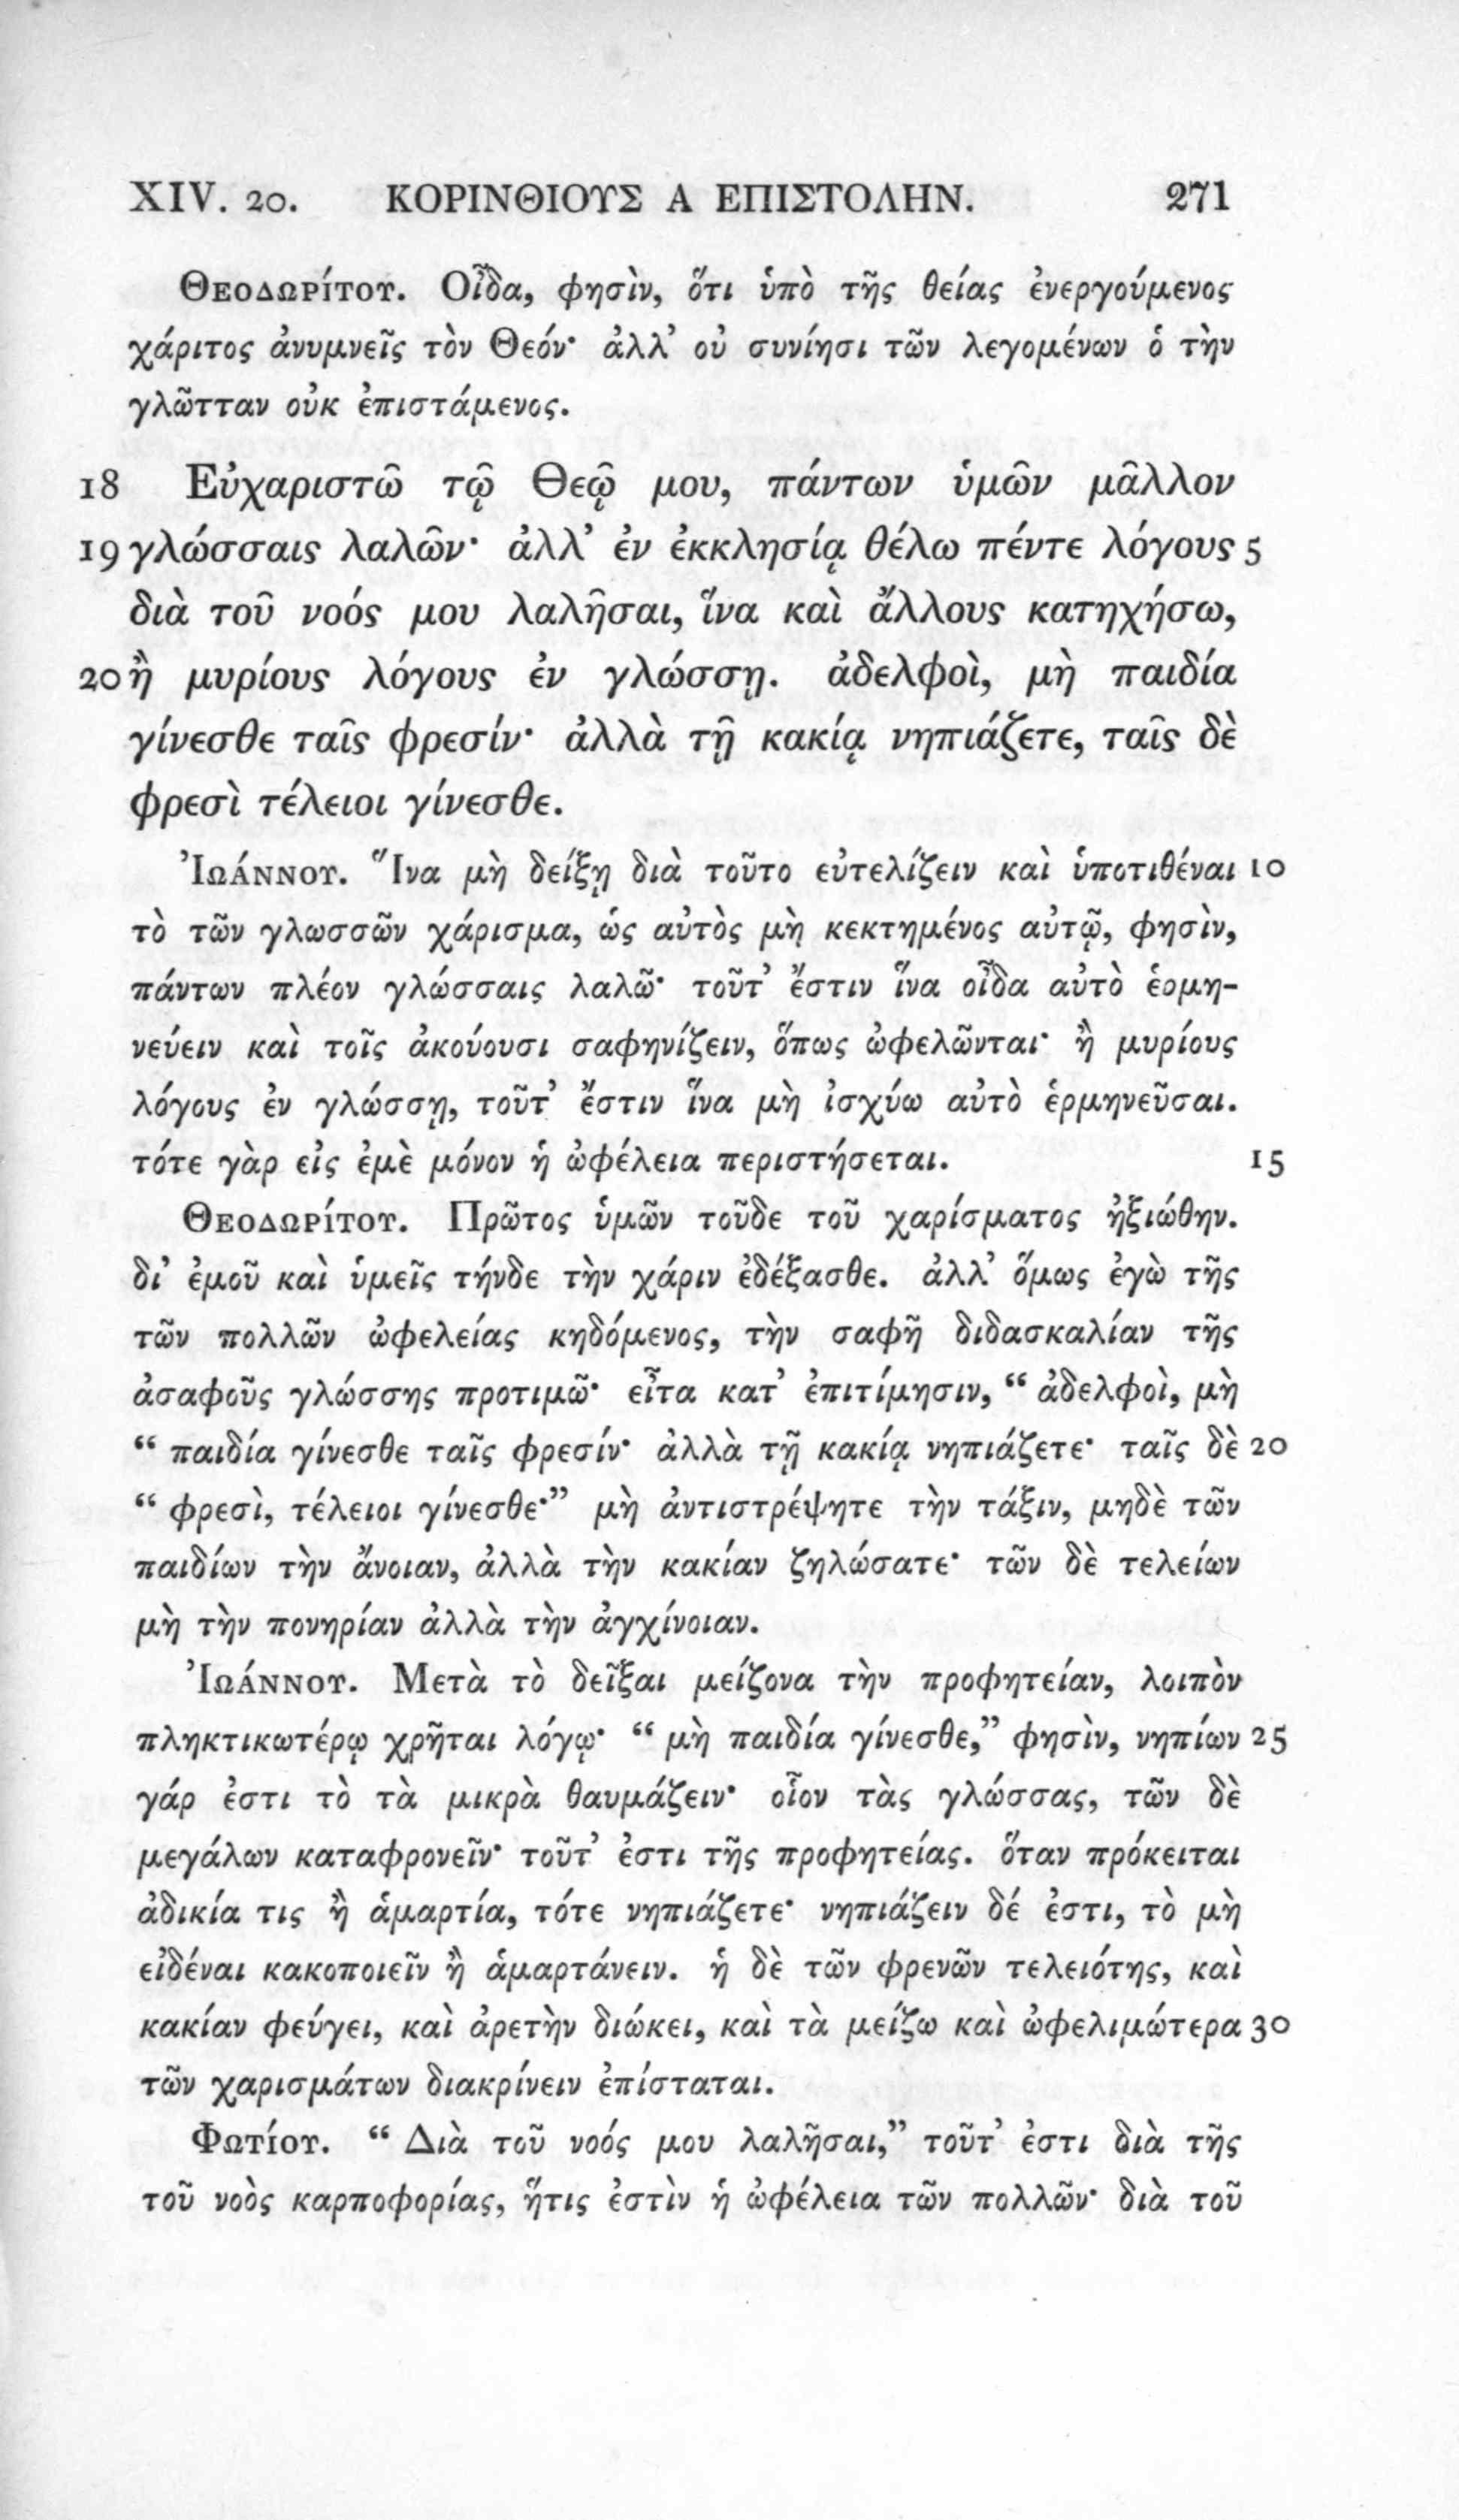 XIV. 20. ΚΟΡΙΝΘΙΟΥΣ Α ΕΠΙΣΤΟΛΗΝ. 271
Θεοδωρίτου. Οἶδα, φησὶν, ὅτι ὑπὸ τῆς θείας ἐνεργούμενος
χάριτος ἀνυμνεῖς τὸν Θεόν· ἀλλ’ οὐ συνίησι τῶν λεγομένων ὁ τὴν
γλῶτταν οὐκ ἐπιστάμενος.
18 Εὐχαριστῶ τῷ Θεῷ μου, πάντων ὑμῶν μᾶλλον
19 γλώσσαις λαλῶν· ἀλλ’ ἐν ἐκκλησίᾳ θέλω πέντε λόγους 5
διὰ τοῦ νοός μου λαλῆσαι, ἵνα καὶ ἄλλους κατηχήσω,
20 ἢ μυρίους λόγους ἐν γλώσσῃ. ἀδελφοὶ, μὴ παιδία
γίνεσθε ταῖς φρεσίν· ἀλλὰ τῇ κακίᾳ νηπιάζετε, ταῖς δὲ
φρεσὶ τέλειοι γίνεσθε.
Ἰωάννου. Ἵνα μὴ δείξῃ διὰ τοῦτο εὐτελίζειν καὶ ὑποτιθέναι 10
τὸ τῶν γλωσσῶν χάρισμα, ὡς αὐτὸς μὴ κεκτημένος αὐτῷ, φησὶν,
πάντων πλέον γλώσσαις λαλῶ· τοῦτ’ ἔστιν ἵνα οἶδα αὐτὸ ἑρμη-
νεύειν καὶ τοῖς ἀκούουσι σαφηνίζειν, ὅπως ὠφελῶνται· ἢ μυρίους
λόγους ἐν γλώσσῃ, τοῦτ’ ἔστιν ἵνα μὴ ἰσχύω αὐτὸ ἑρμηνεῦσαι.
τότε γὰρ εἰς ἐμὲ μόνον ἡ ὠφέλεια περιστήσεται. 15
Θεοδωρίτου. Πρῶτος ὑμῶν τοῦδε τοῦ χαρίσματος ἠξιώθην.
δι’ ἐμοῦ καὶ ὑμεῖς τήνδε τὴν χάριν ἐδέξασθε. ἀλλ’ ὅμως ἐγὼ τῆς
τῶν πολλῶν ὠφελείας κηδόμενος, τὴν σαφῆ διδασκαλίαν τῆς
ἀσαφοῦς γλώσσης προτιμῶ· εἶτα κατ’ ἐπιτίμησιν, “ ἀδελφοὶ, μὴ
“ παιδία γίνεσθε ταῖς φρεσίν· ἀλλὰ τῇ κακίᾳ νηπιάζετε· ταῖς δὲ 20
“ φρεσὶ, τέλειοι γίνεσθε·” μὴ ἀντιστρέψητε τὴν τάξιν, μηδὲ τῶν
παιδίων τὴν ἄνοιαν, ἀλλὰ τὴν κακίαν ζηλώσατε· τῶν δὲ τελείων
μὴ τὴν πονηρίαν ἀλλὰ τὴν ἀγχίνοιαν.
Ἰωάννου. Μετὰ τὸ δεῖξαι μείζονα τὴν προφητείαν, λοιπὸν
πληκτικωτέρῳ χρῆται λόγῳ· “ μὴ παιδία γίνεσθε,” φησὶν, νηπίων 25
γάρ ἐστι τὸ τὰ μικρὰ θαυμάζειν· οἷον τὰς γλώσσας, τῶν δὲ
μεγάλων καταφρονεῖν· τοῦτ’ ἐστι τῆς προφητείας. ὅταν πρόκειται
ἀδικία τις ἢ ἁμαρτία, τότε νηπιάζετε· νηπιάζειν δέ ἐστι, τὸ μὴ
εἰδέναι κακοποιεῖν ἢ ἁμαρτάνειν. ἡ δὲ τῶν φρενῶν τελειότης, καὶ
κακίαν φεύγει, καὶ ἀρετὴν διώκει, καὶ τὰ μείζω καὶ ὠφελιμώτερα 30
τῶν χαρισμάτων διακρίνειν ἐπίσταται.
Φωτίου. “ Διὰ τοῦ νοός μου λαλῆσαι,” τοῦτ’ ἐστι διὰ τῆς
τοῦ νοὸς καρποφορίας, ἥτις ἐστὶν ἡ ὠφέλεια τῶν πολλῶν· διὰ τοῦ